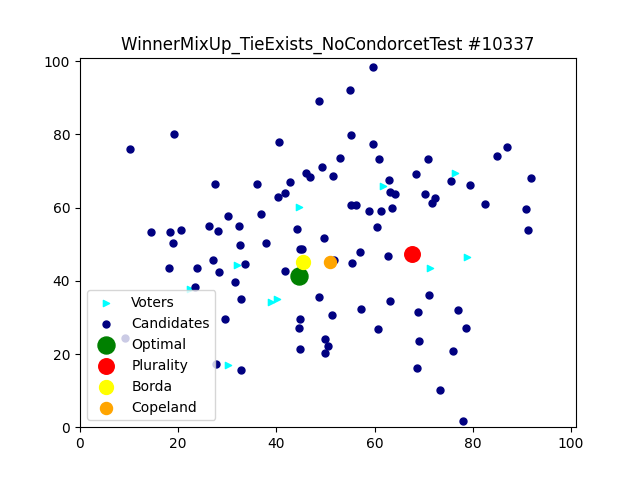 WinnerMixUp_TieExists_NoCondorcetTest #10337
100
80
60
40
20
0
Voters
Candidates
Optimal
Plurality
Borda
Copeland
0 20 40 60 80 100